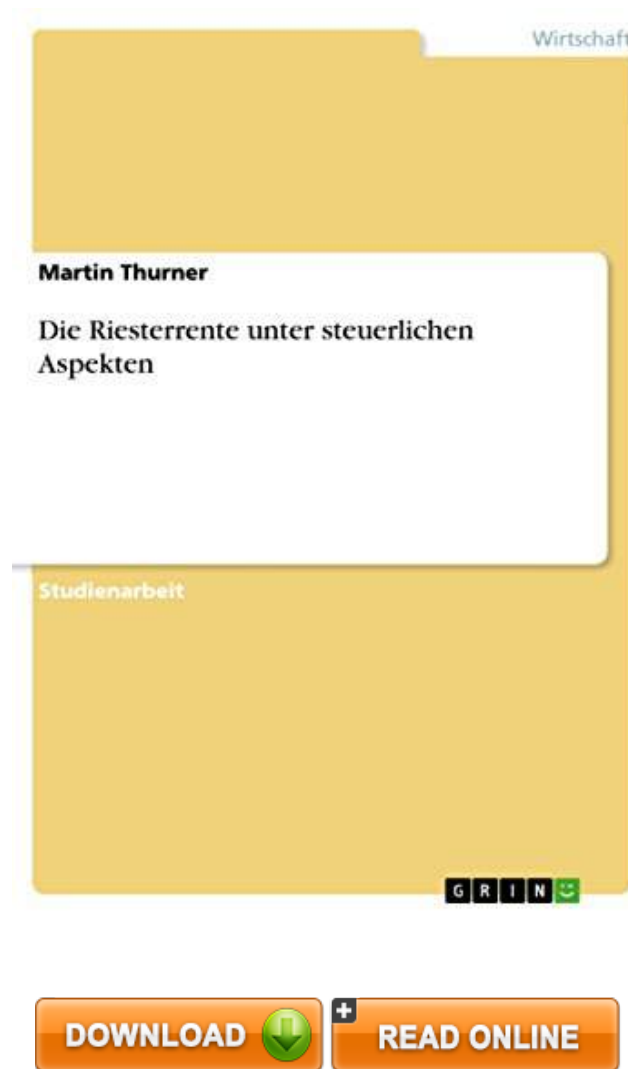 Wirtschaft
Martin Thurner
Die Riesterrente unter steuerlichen
Aspekten
Studienarbeit
GRIN
DOWNLOAD
READ ONLINE